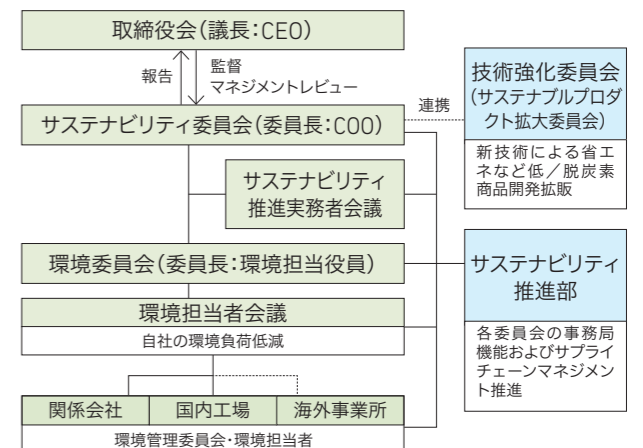 取締役会（議長：CEO）
報告
監督
マネジメントレビュー
サステナビリティ委員会（委員長：COO）
連携
技術強化委員会
（サステナブルプロダ
クト拡大委員会）
新技術による省エ
ネなど低／脱炭素
商品開発拡販
サステナビリティ
推進実務者会議
環境委員会（委員長：環境担当役員）
サステナビリティ
推進部
各委員会の事務局
機能およびサプライ
チェーンマネジメン
ト推進
環境担当者会議
自社の環境負荷低減
関係会社
国内工場
海外事業所
環境管理委員会・環境担当者